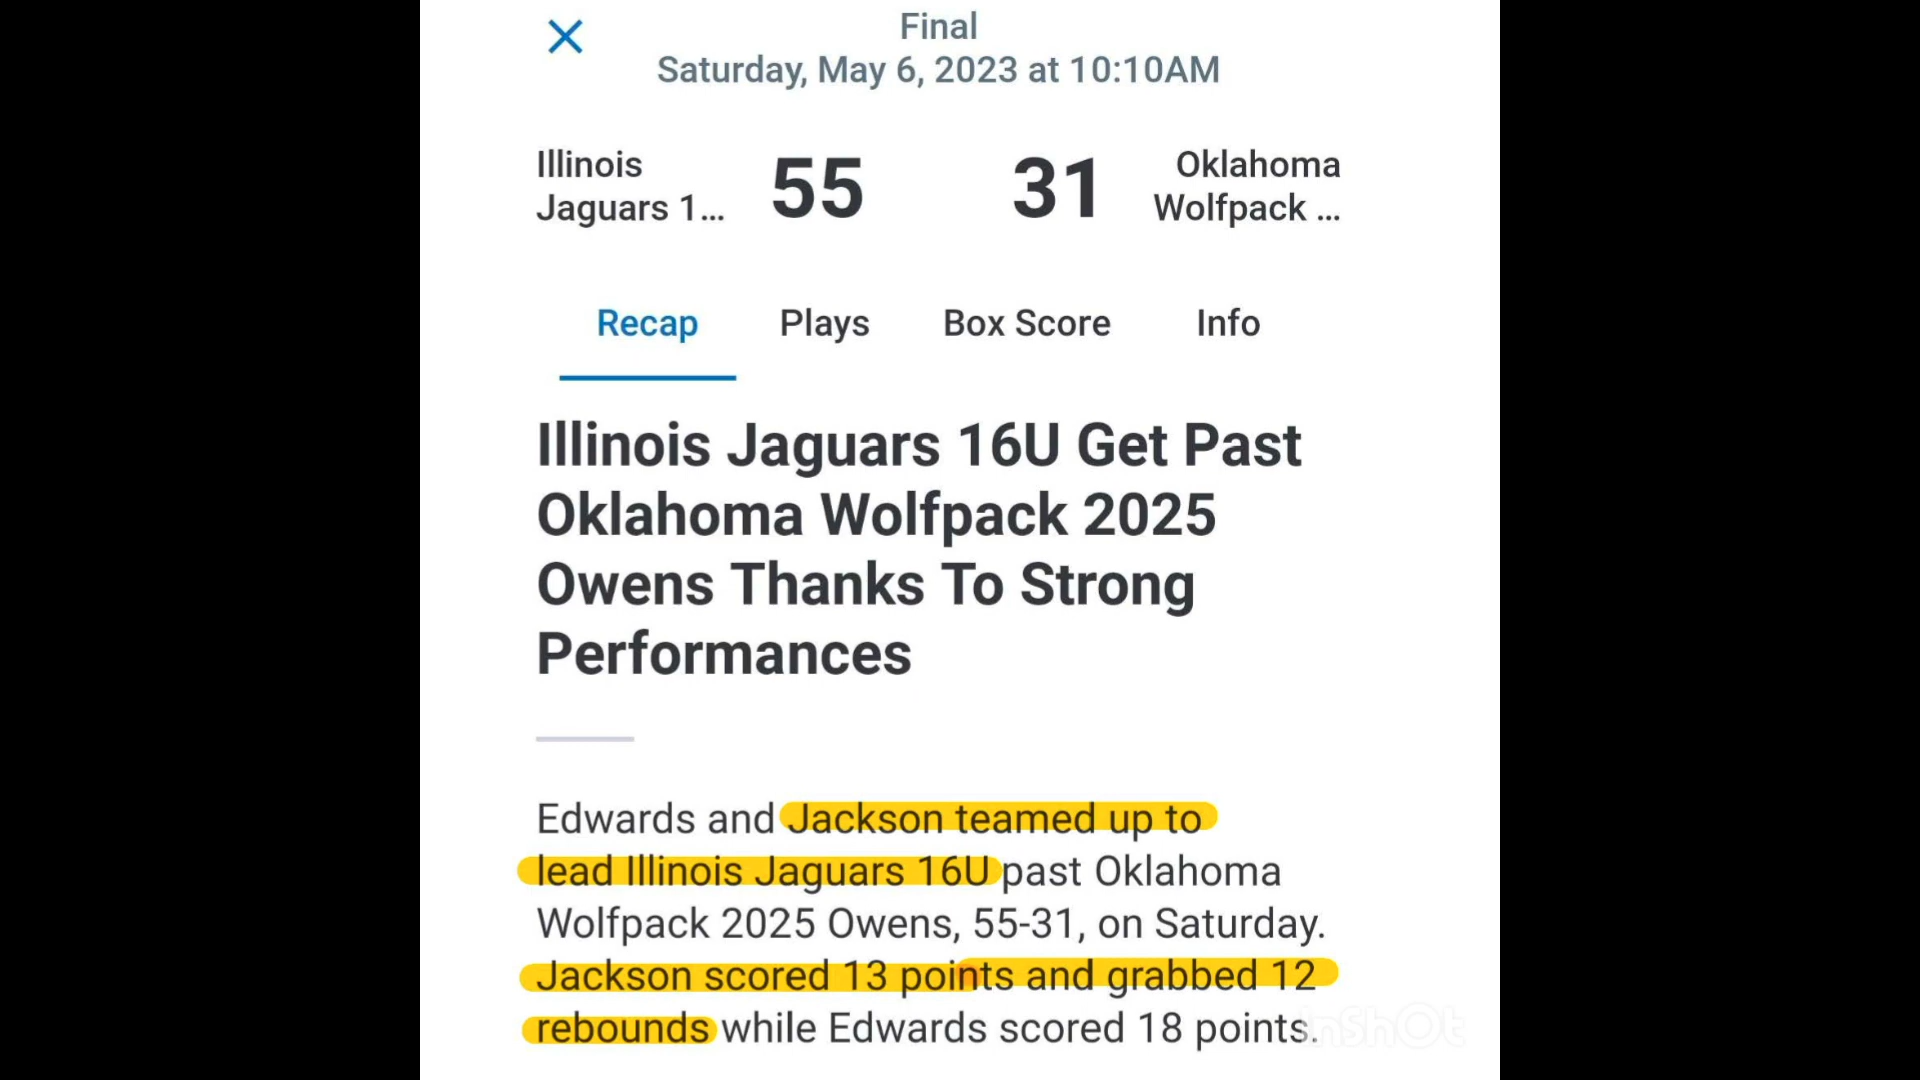 Final
Saturday, May 6, 2023 at 10:10AM
Illinois
Jaguars 1...
55
31
Oklahoma
Wolfpack ...
Recap
Plays
Box Score
Info
Illinois Jaguars 16U Get Past
Oklahoma Wolfpack 2025
Owens Thanks To Strong
Performances
Edwards and Jackson teamed up to
lead Illinois Jaguars 16U past Oklahoma
Wolfpack 2025 Owens, 55-31, on Saturday.
Jackson scored 13 points and grabbed 12
rebounds while Edwards scored 18 points.
InShOt